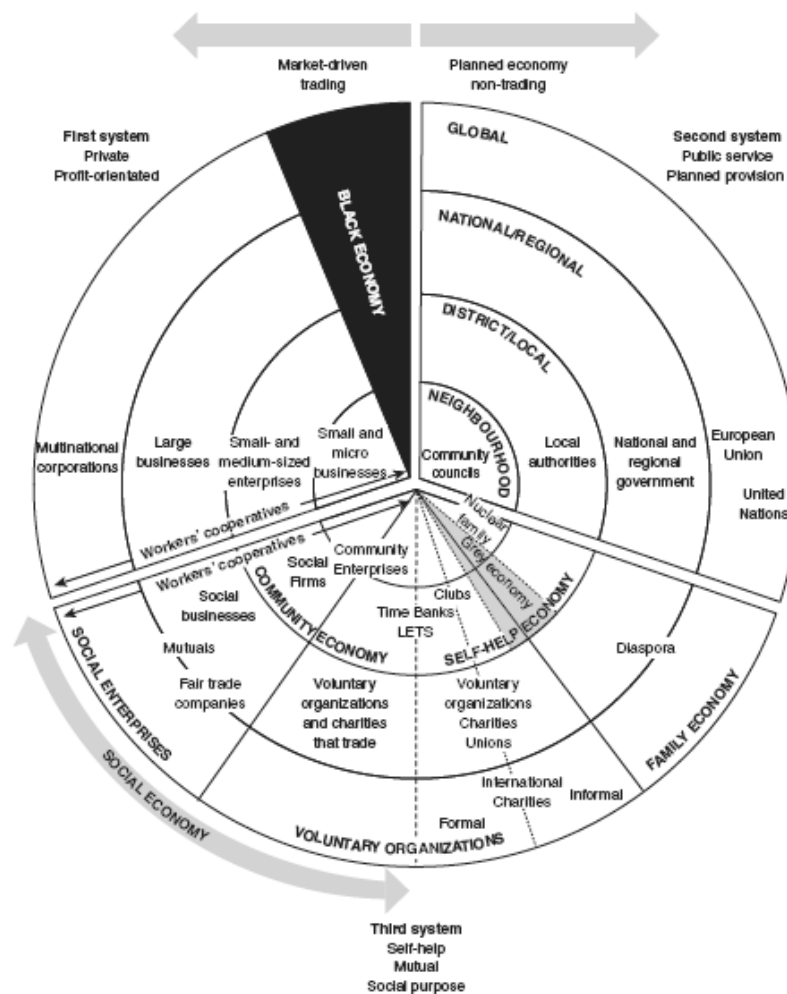 Market-driven
trading
Planned economy
non-trading
First system
Private
Profit-orientated
Second system
Public service
Planned provision
BLACK ECONOMY
GLOBAL
NATIONAL/REGIONAL
DISTRICT/LOCAL
NEIGHBOURHOOD
Multinational
corporations
Large
businesses
Small- and
medium-sized
enterprises
Small and
micro
businesses
Community
councils
Local
authorities
National and
regional
government
European
Union
United
Nations
Workers' cooperatives
Workers' cooperatives
Nuclear
family
Grey economy
Social
Firms
Community
Enterprises
Social
businesses
COMMUNITY ECONOMY
Clubs
Time Banks
LETS
SELF-HELP ECONOMY
Mutuals
Fair trade
companies
Voluntary
organizations
and charities
that trade
Voluntary
organizations
Charities
Unions
Diaspora
SOCIAL ENTERPRISES
FAMILY ECONOMY
International
Charities
Informal
Formal
VOLUNTARY ORGANIZATIONS
SOCIAL ECONOMY
Third system
Self-help
Mutual
Social purpose